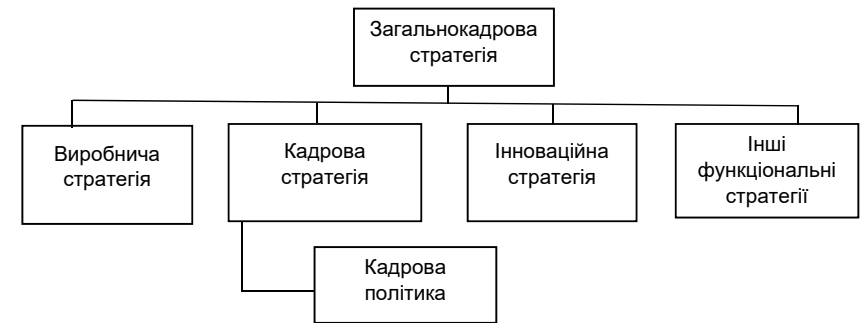 Загальнокадрова
стратегія
Виробнича
стратегія
Кадрова
стратегія
Інноваційна
стратегія
Інші
функціональні
стратегії
Кадрова
політика